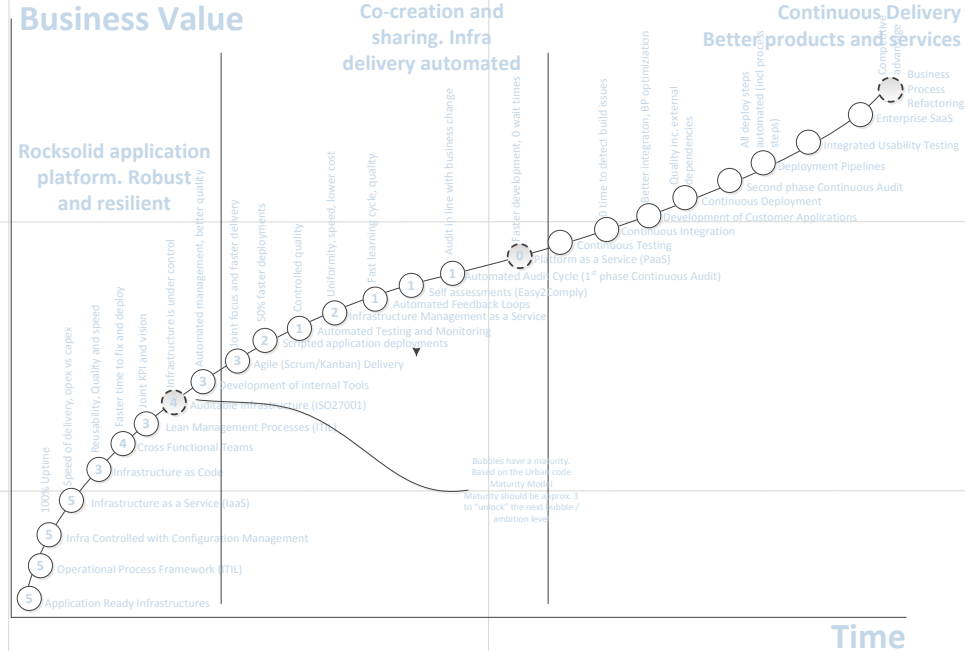 Business Value
Co-creation and
sharing. Infra
delivery automated
Continuous Delivery
Better products and services
Rocksolid application
platform. Robust
and resilient
100% Uptime
Speed of delivery, opex vs capex
Reusability, Quality and speed
Faster time to fix and deploy
Joint KPI and vision
Infrastructure is under control
Automated management, better quality
Joint focus and faster delivery
50% faster deployments
Controlled quality
Uniformity, speed, lower cost
Fast learning cycle, quality
Audit in line with business change
Faster development, 0 wait times
0 time to detect build issues
Better integraton, BP optimiziation
Quality inc. external
dependencies
All deploy steps
automated (incl process
steps)
Competitive
advantage
Business
Process
Refactoring
Enterprise SaaS
Integrated Usability Testing
Deployment Pipelines
Second phase Continuous Audit
Continuous Deployment
Development of Customer Applications
Continuous Integration
Continuous Testing
0
Platform as a Service (PaaS)
1
Automated Audit Cycle (1st phase Continuous Audit)
1
Self assessments (Easy2Comply)
1
Automated Feedback Loops
2
Infrastructure Management as a Service
1
Automated Testing and Monitoring
2
Scripted application deployments
3
Agile (Scrum/Kanban) Delivery
3
Development of internal Tools
4
Auditable Infrastructure (ISO27001)
3
Lean Management Processes (ITIL)
4
Cross Functional Teams
3
Infrastructure as Code
5
Infrastructure as a Service (IaaS)
5
Infra Controlled with Configuration Management
5
Operational Process Framework (ITIL)
5
Application Ready Infrastructures
Bubbles have a maturity.
Based on the Urban code
Maturity Model
Maturity should be approx. 3
to "unlock" the next bubble /
ambition level
Time